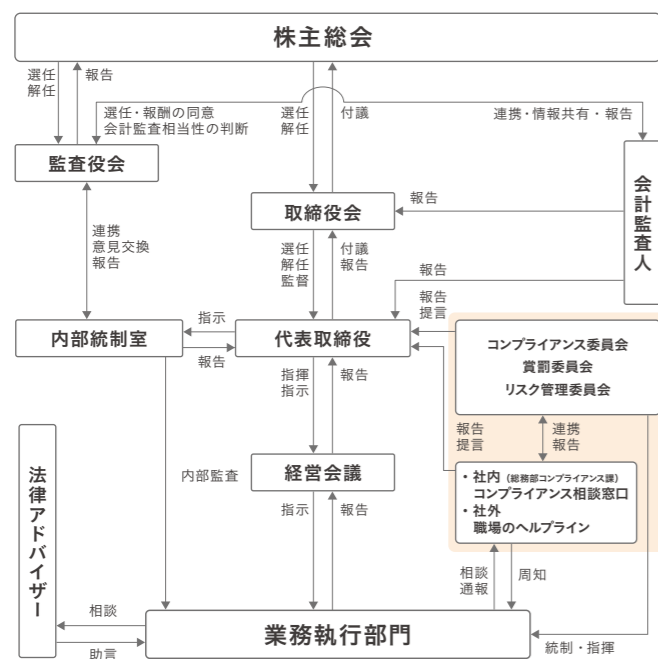 株主総会
選任
解任
報告
選任・報酬の同意
会計監査相当性の判断
選任
解任
付議
連携・情報共有・報告
監査役会
会計監査人
取締役会
報告
連携
意見交換
報告
選任
解任
監督
付議
報告
報告
報告
提言
内部統制室
指示
報告
代表取締役
コンプライアンス委員会
賞罰委員会
リスク管理委員会
指揮
指示
報告
報告
提言
連携
報告
法律アドバイザー
内部監査
経営会議
・社内（総務部コンプライアンス課）
コンプライアンス相談窓口
・社外
職場のヘルプライン
指示
報告
相談
通報
周知
相談
助言
業務執行部門
統制・指揮